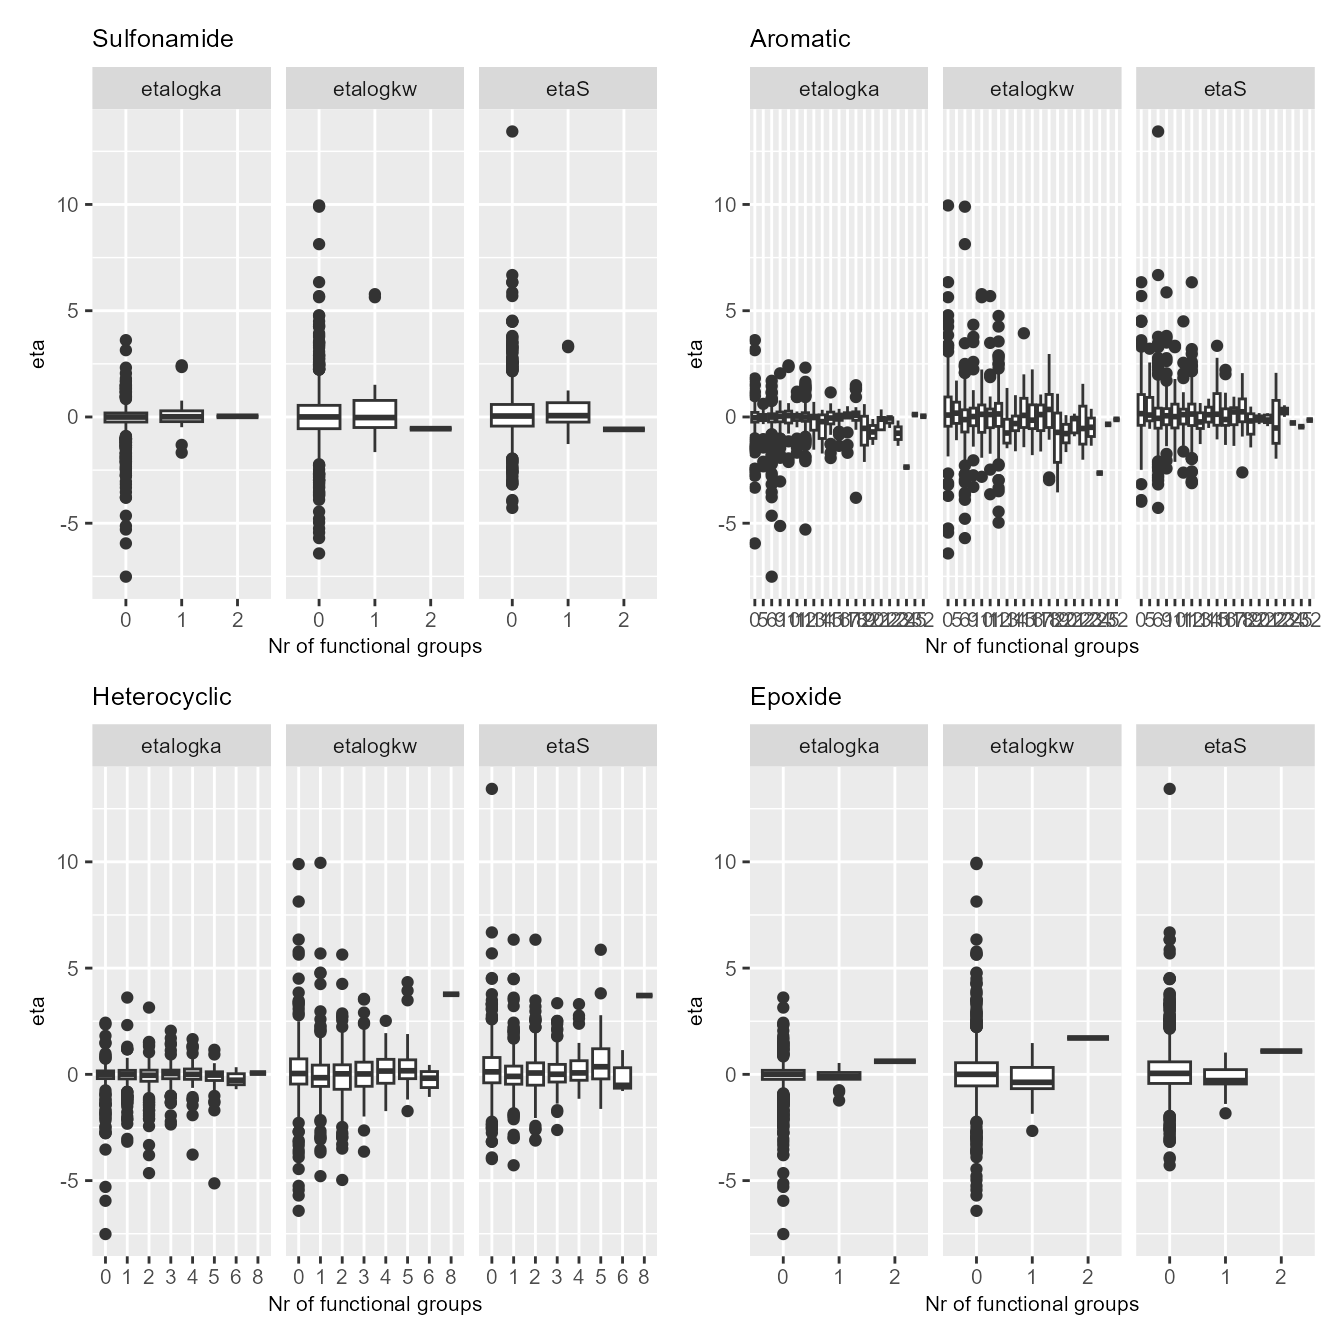 Sulfonamide
etalogka etalogkw etaS
10
5
0
-5
eta
0 1 2 0 1 2 0 1 2
Nr of functional groups
Aromatic
etalogka etalogkw etaS
10
5
0
-5
eta
Nr of functional groups
Heterocyclic
etalogka etalogkw etaS
10
5
0
-5
eta
0 1 2 3 4 5 6 8 0 1 2 3 4 5 6 8 0 1 2 3 4 5 6 8
Nr of functional groups
Epoxide
etalogka etalogkw etaS
10
5
0
-5
eta
0 1 2 0 1 2 0 1 2
Nr of functional groups